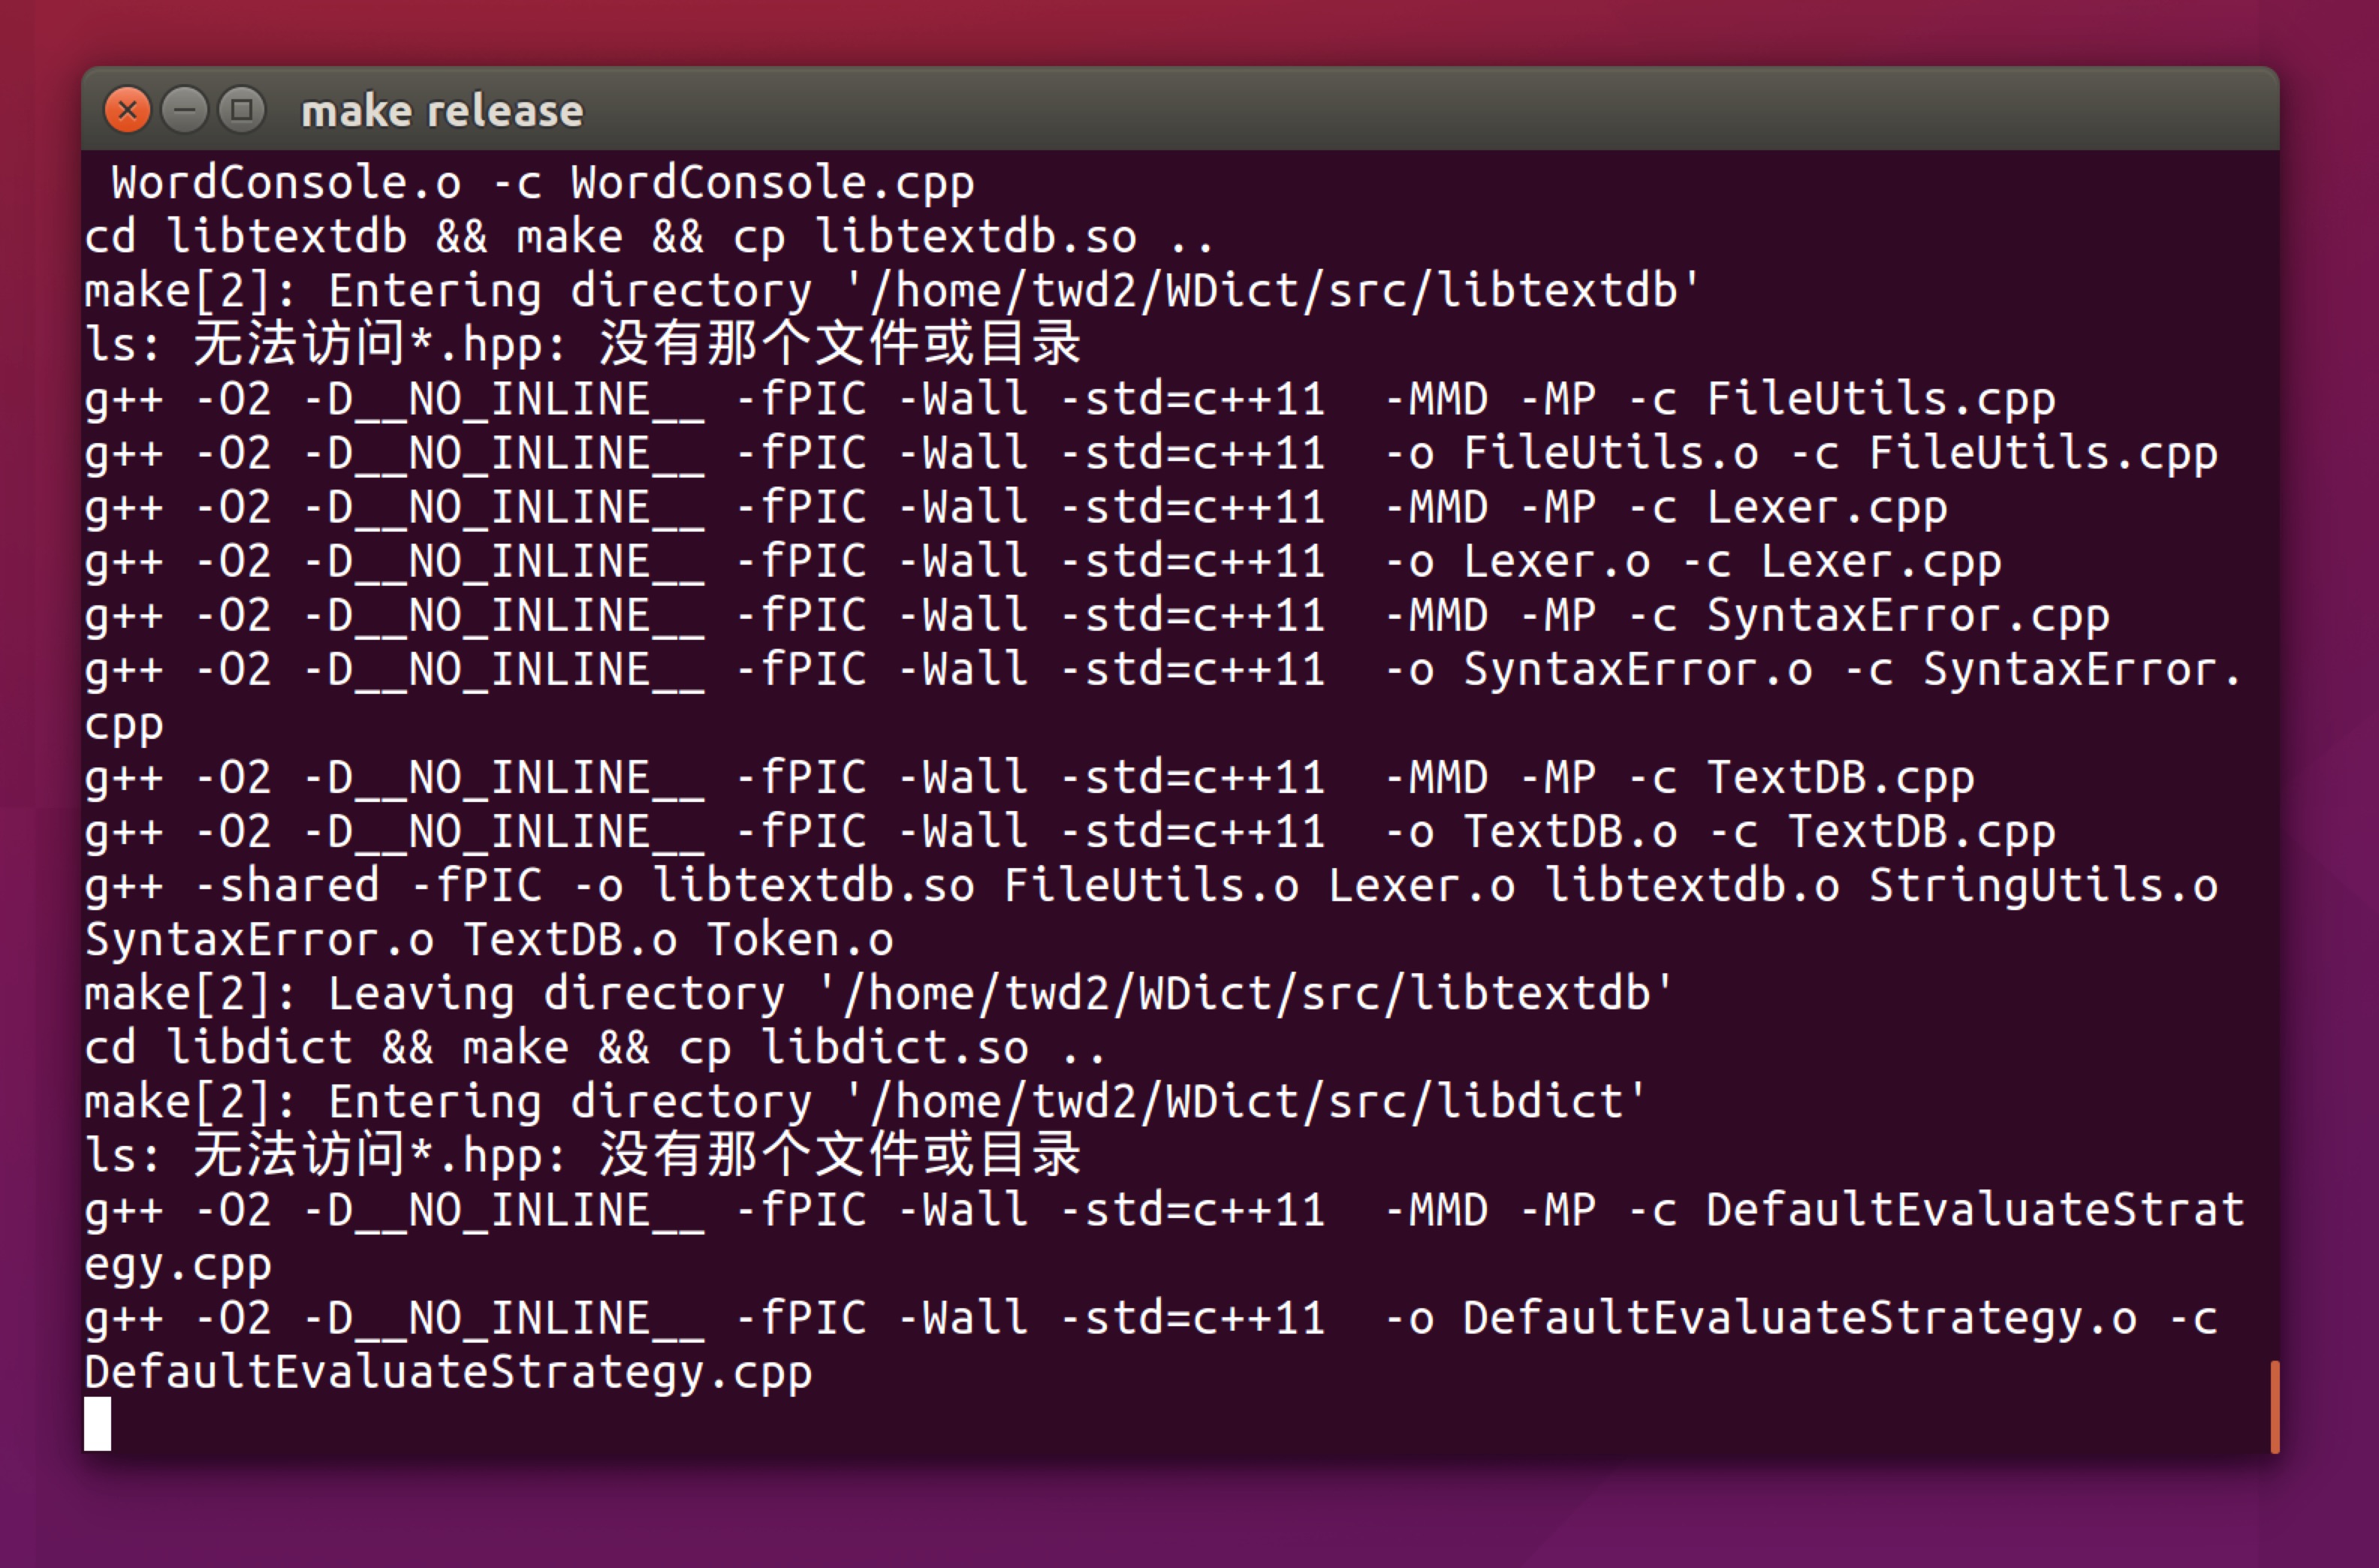 make release
 WordConsole.o -c WordConsole.cpp
cd libtextdb && make && cp libtextdb.so ..
make[2]: Entering directory '/home/twd2/WDict/src/libtextdb'
ls: 无法访问*.hpp: 没有那个文件或目录
g++ -O2 -D__NO_INLINE__ -fPIC -Wall -std=c++11  -MMD -MP -c FileUtils.cpp
g++ -O2 -D__NO_INLINE__ -fPIC -Wall -std=c++11  -o FileUtils.o -c FileUtils.cpp
g++ -O2 -D__NO_INLINE__ -fPIC -Wall -std=c++11  -MMD -MP -c Lexer.cpp
g++ -O2 -D__NO_INLINE__ -fPIC -Wall -std=c++11  -o Lexer.o -c Lexer.cpp
g++ -O2 -D__NO_INLINE__ -fPIC -Wall -std=c++11  -MMD -MP -c SyntaxError.cpp
g++ -O2 -D__NO_INLINE__ -fPIC -Wall -std=c++11  -o SyntaxError.o -c SyntaxError.
cpp
g++ -O2 -D__NO_INLINE__ -fPIC -Wall -std=c++11  -MMD -MP -c TextDB.cpp
g++ -O2 -D__NO_INLINE__ -fPIC -Wall -std=c++11  -o TextDB.o -c TextDB.cpp
g++ -shared -fPIC -o libtextdb.so FileUtils.o Lexer.o libtextdb.o StringUtils.o
SyntaxError.o TextDB.o Token.o
make[2]: Leaving directory '/home/twd2/WDict/src/libtextdb'
cd libdict && make && cp libdict.so ..
make[2]: Entering directory '/home/twd2/WDict/src/libdict'
ls: 无法访问*.hpp: 没有那个文件或目录
g++ -O2 -D__NO_INLINE__ -fPIC -Wall -std=c++11  -MMD -MP -c DefaultEvaluateStrat
egy.cpp
g++ -O2 -D__NO_INLINE__ -fPIC -Wall -std=c++11  -o DefaultEvaluateStrategy.o -c
DefaultEvaluateStrategy.cpp